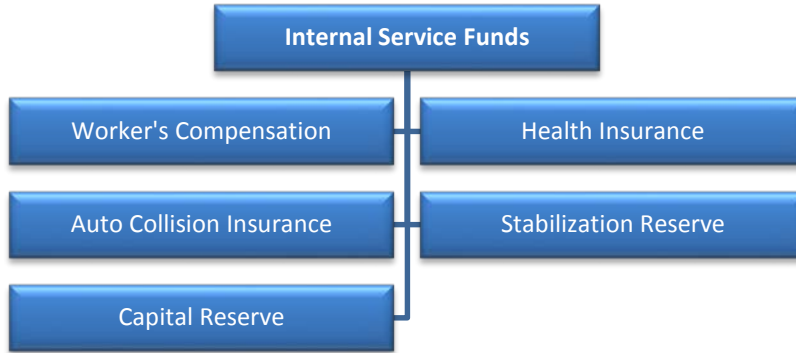 Internal Service Funds
Worker's Compensation
Health Insurance
Auto Collision Insurance
Stabilization Reserve
Capital Reserve